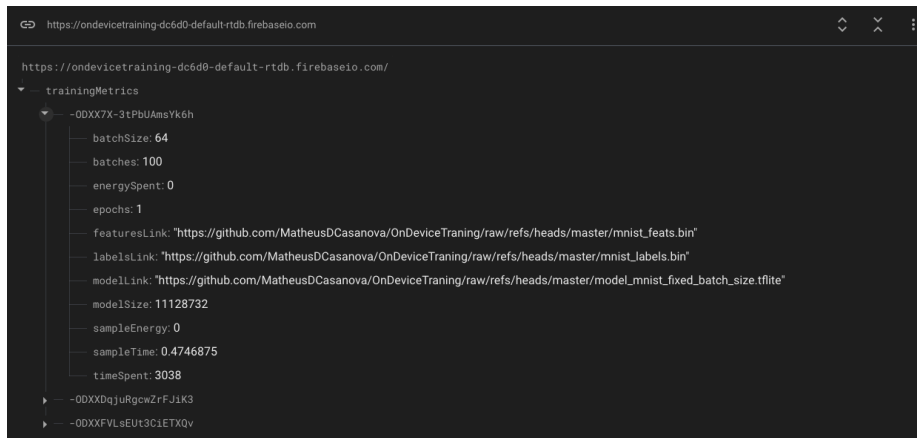 https://ondevicetraining-dc6d0-default-rtdb.firebaseio.com
https://ondevicetraining-dc6d0-default-rtdb.firebaseio.com/
trainingMetrics
-ODXX7X-3tPbUAmsYk6h
batchSize: 64
batches: 100
energySpent: 0
epochs: 1
featuresLink: "https://github.com/MatheusDCasanova/OnDeviceTraning/raw/refs/heads/master/mnist_feats.bin"
labelsLink: "https://github.com/MatheusDCasanova/OnDeviceTraning/raw/refs/heads/master/mnist_labels.bin"
modelLink: "https://github.com/MatheusDCasanova/OnDeviceTraning/raw/refs/heads/master/model_mnist_fixed_batch_size.tflite"
modelSize: 11128732
sampleEnergy: 0
sampleTime: 0.4746875
timeSpent: 3038
-ODXXDqjuRgcwZrFJiK3
-ODXXFVLsEUt3CiETXQv